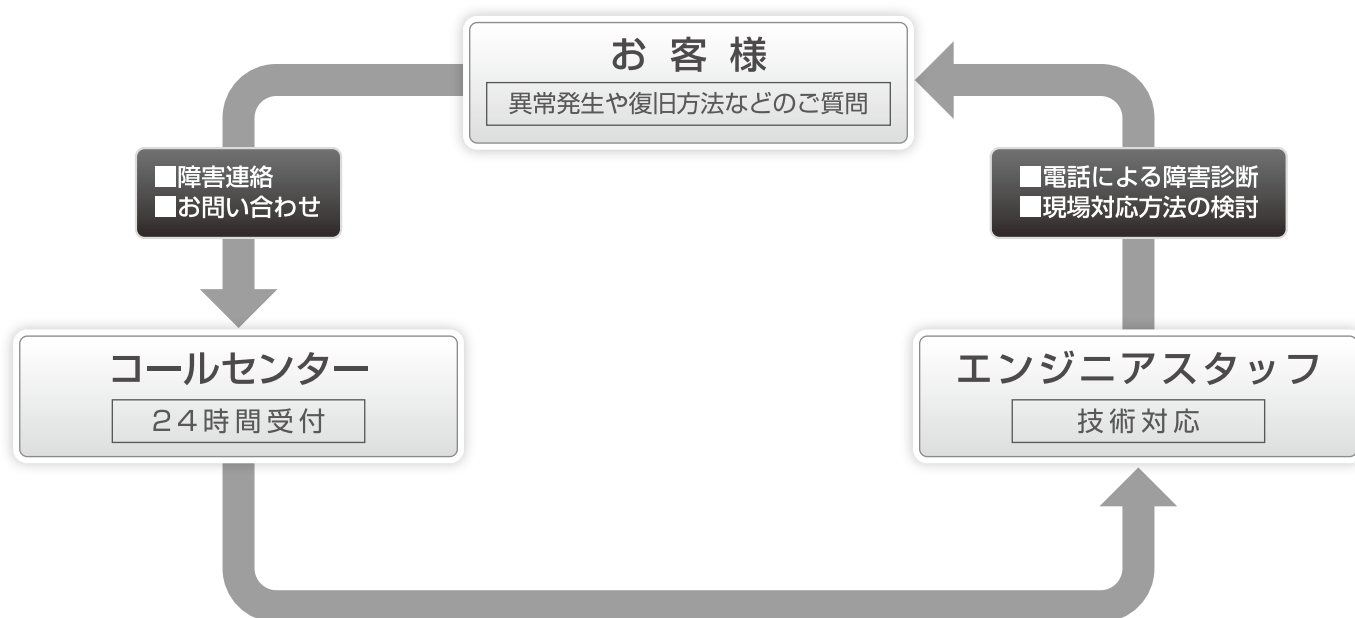 お客様
異常発生や復旧方法などのご質問
■障害連絡
■お問い合わせ
■電話による障害診断
■現場対応方法の検討
コールセンター
24時間受付
エンジニアスタッフ
技術対応